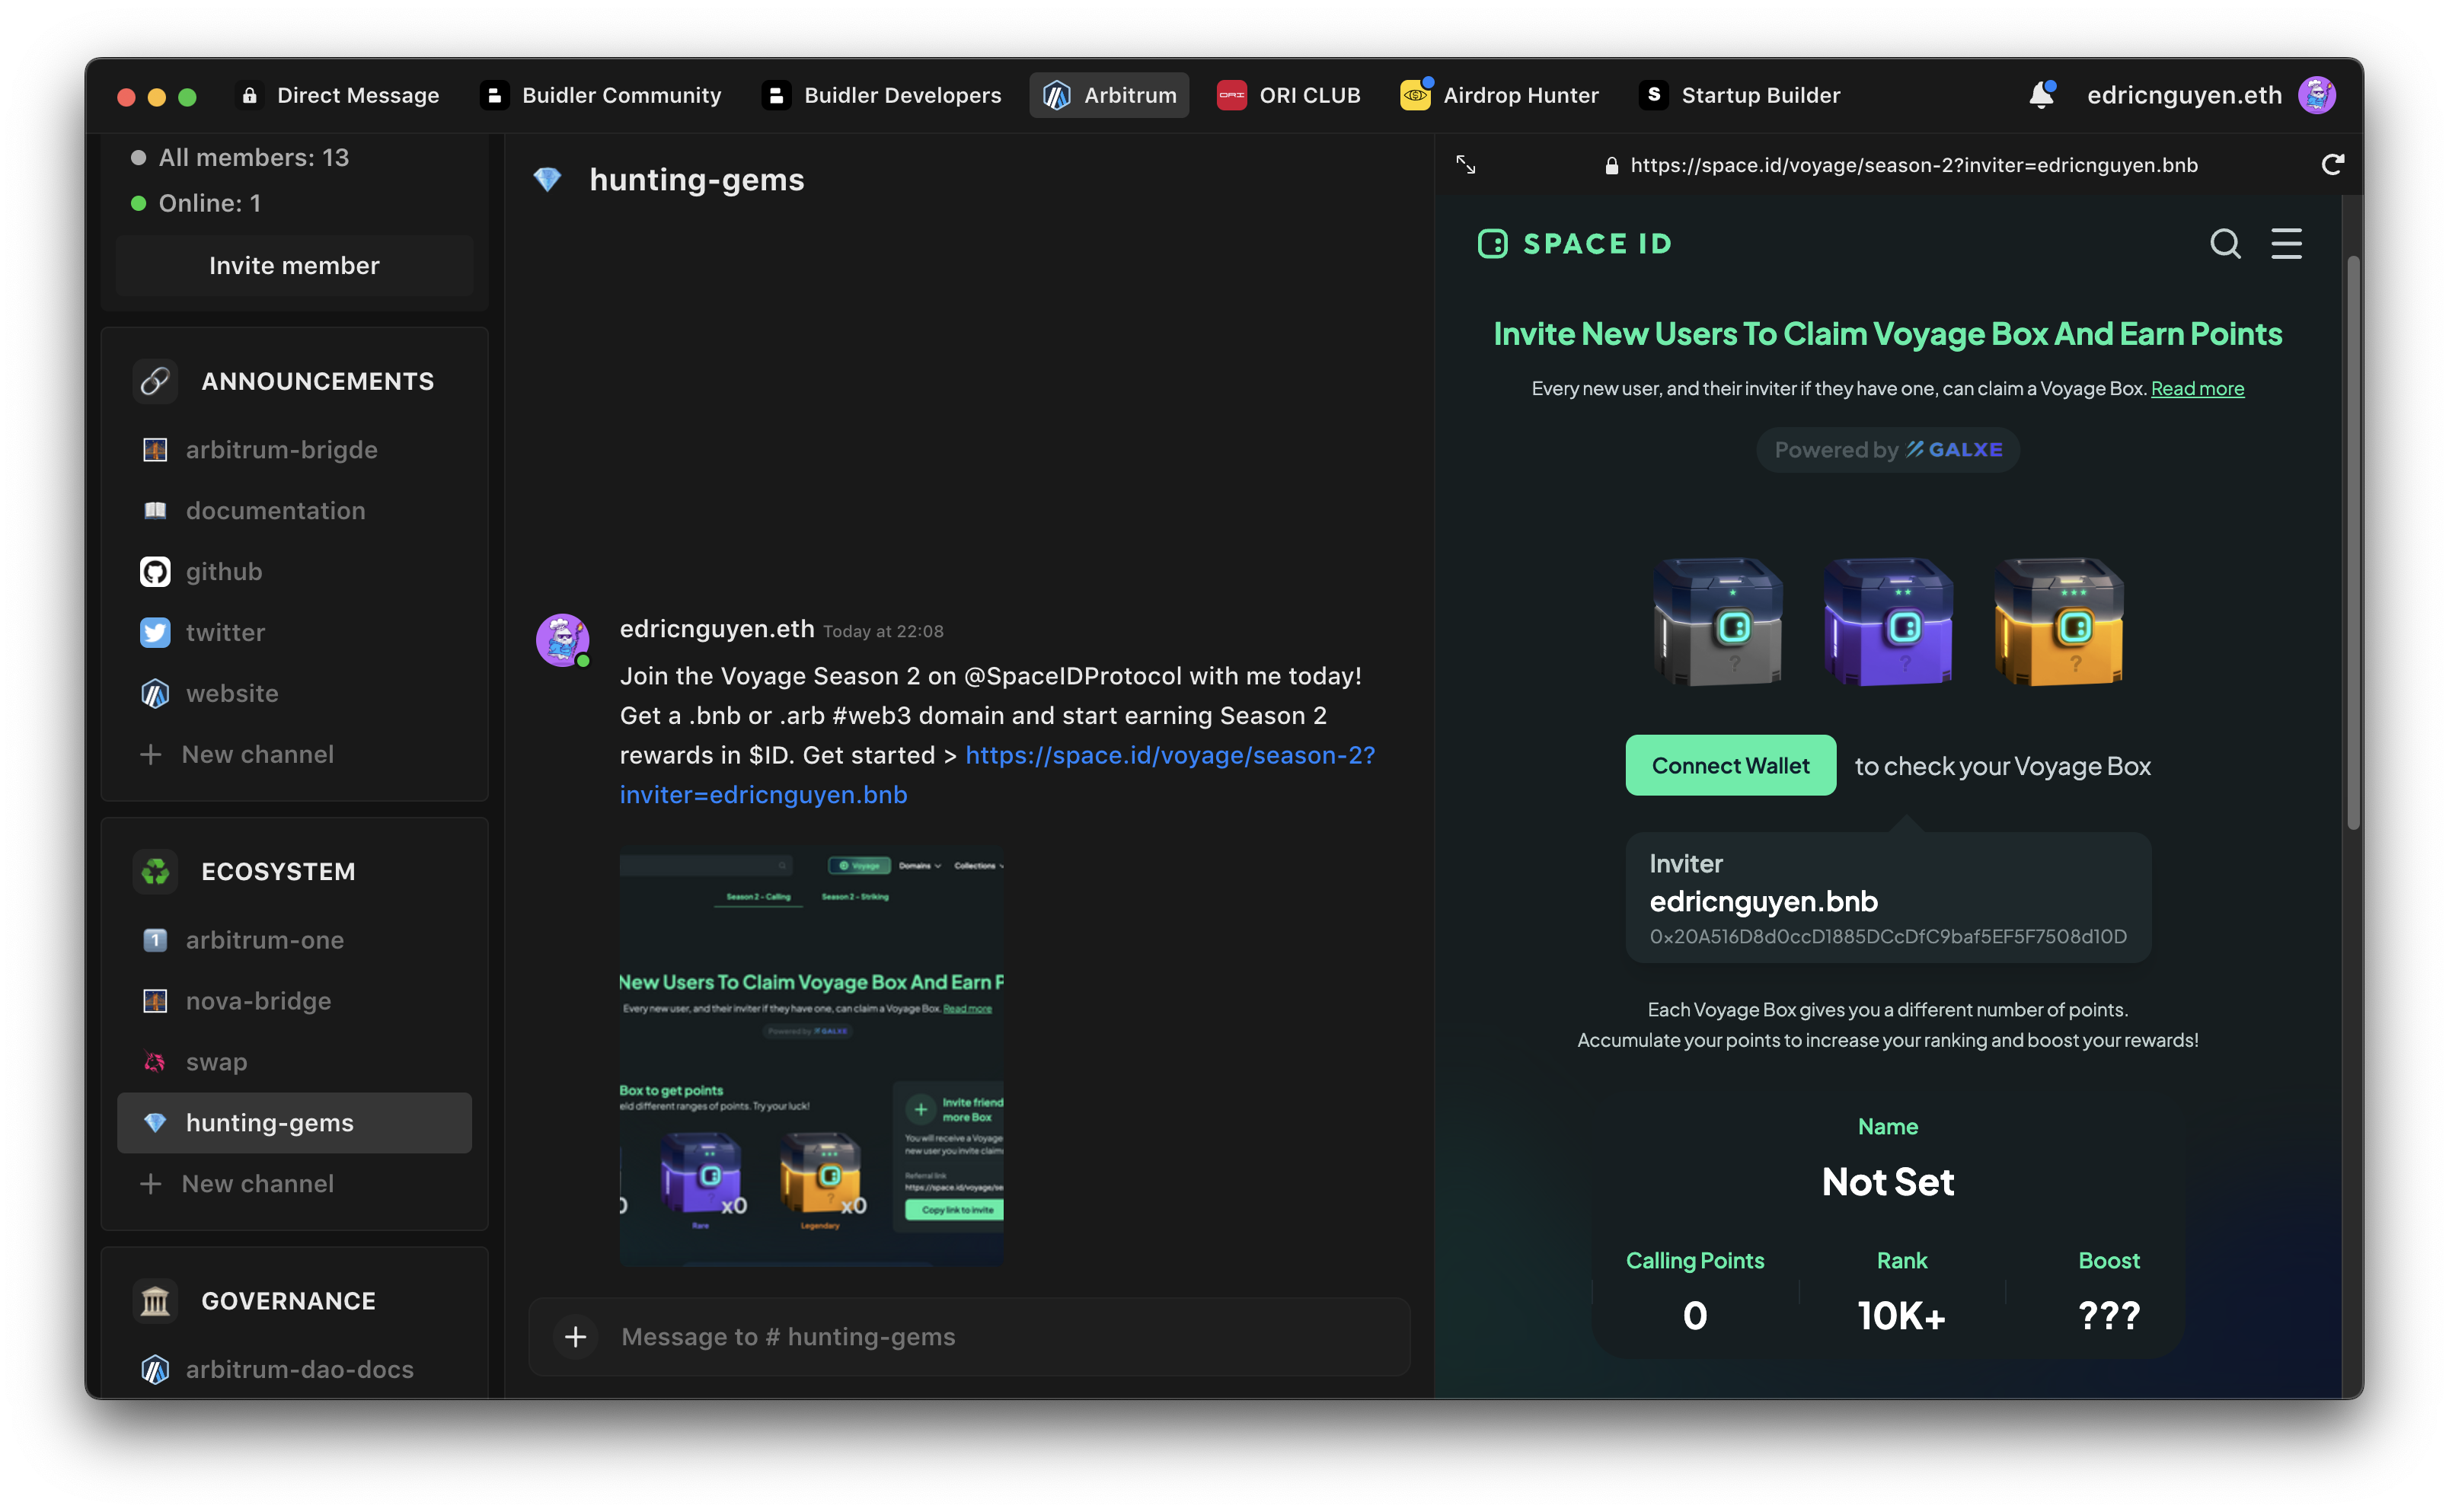 Direct Message
Buidler Community
Buidler Developers
Arbitrum
ORI CLUB
Airdrop Hunter
S
Startup Builder
edricnguyen.eth
All members: 13
Online: 1
Invite member
ANNOUNCEMENTS
arbitrum-brigde
documentation
github
twitter
website
+ New channel
ECOSYSTEM
1
arbitrum-one
nova-bridge
swap
hunting-gems
+ New channel
GOVERNANCE
arbitrum-dao-docs
hunting-gems
edricnguyen.eth Today at 22:08
Join the Voyage Season 2 on @SpaceIDProtocol with me today!
Get a .bnb or .arb #web3 domain and start earning Season 2
rewards in $ID. Get started > https://space.id/voyage/season-2?
inviter=edricnguyen.bnb
Voyage
Domains
Collections
Season 2 - Calling
Season 2 - Striking
New Users To Claim Voyage Box And Earn P
Every new user, and their inviter if they have one, can claim a Voyage Box. Read more
Powered by GALXE
Box to get points
eld different ranges of points. Try your luck!
x0
x0
Rare
Legendary
+
Invite friend
more Box
You will receive a Voyage
new user you invite claim
Referral link
https://space.id/voyage/se
Copy link to invite
+ Message to # hunting-gems
https://space.id/voyage/season-2?inviter=edricnguyen.bnb
SPACE ID
Invite New Users To Claim Voyage Box And Earn Points
Every new user, and their inviter if they have one, can claim a Voyage Box. Read more
Powered by GALXE
?
?
?
Connect Wallet to check your Voyage Box
Inviter
edricnguyen.bnb
0x20A516D8d0ccD1885DCcDfC9baf5EF5F7508d10D
Each Voyage Box gives you a different number of points.
Accumulate your points to increase your ranking and boost your rewards!
Name
Not Set
Calling Points
Rank
Boost
0
10K+
???